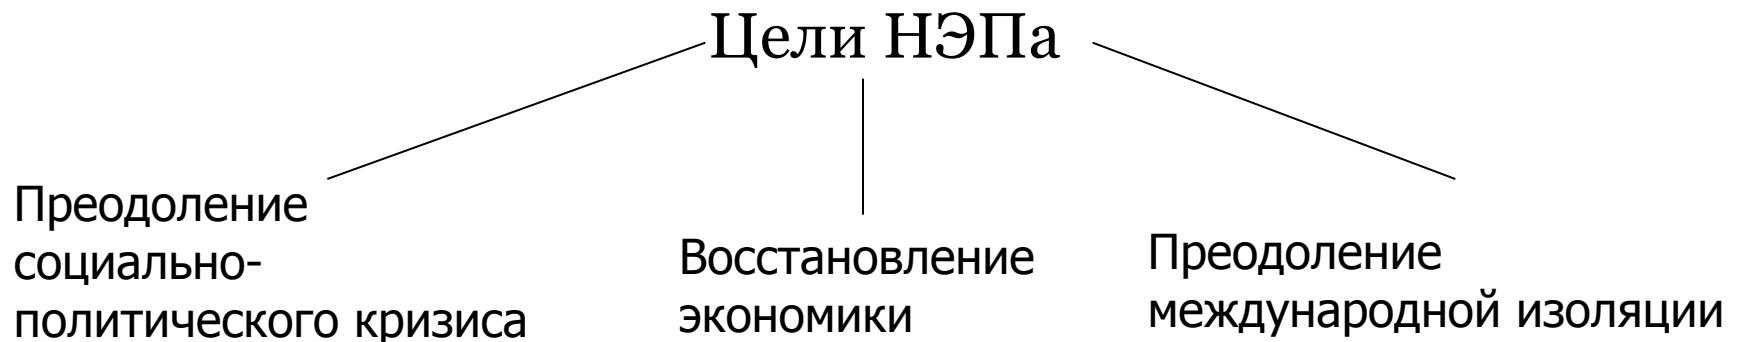 Цели НЭПа
Преодоление
социально-
политического кризиса
Восстановление
экономики
Преодоление
международной изоляции